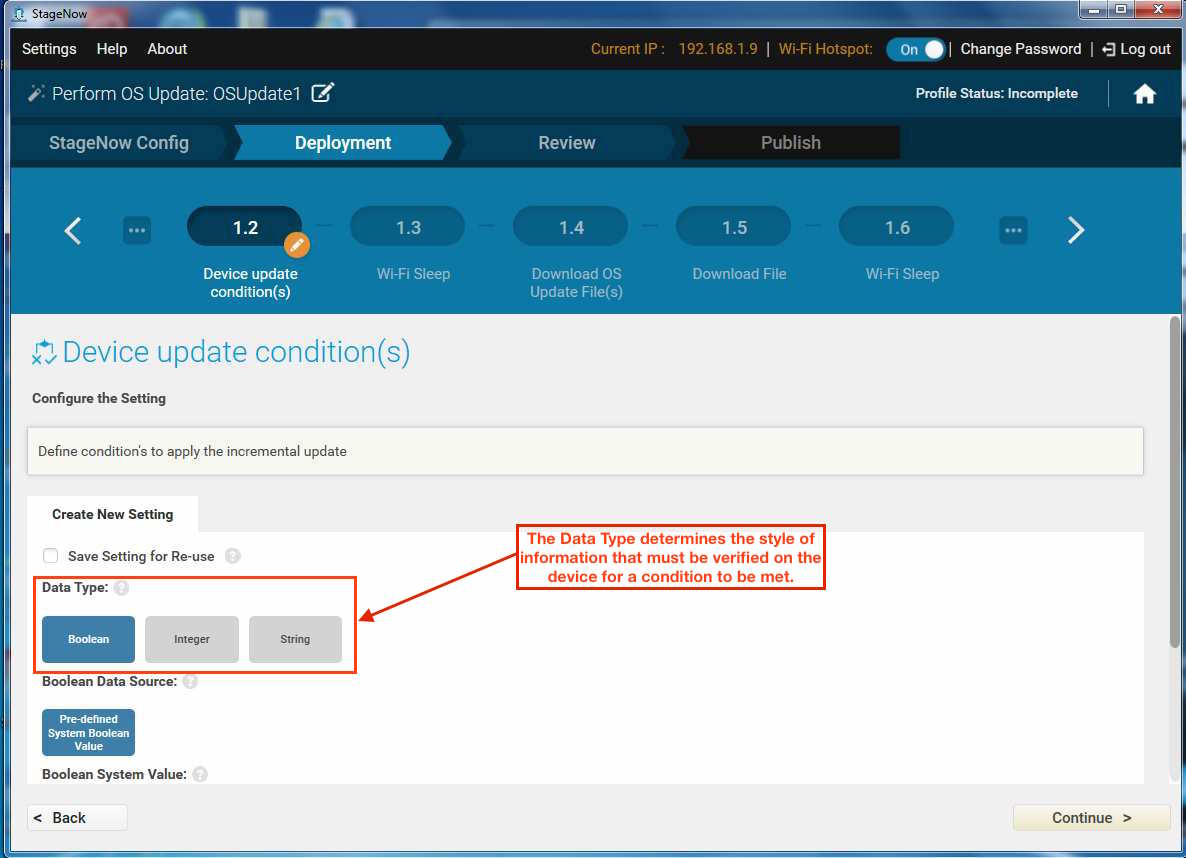 StageNow
Settings Help About Current IP : 192.168.1.9 | Wi-Fi Hotspot: On | Change Password | Log out
Perform OS Update: OSUpdate1 Profile Status: Incomplete
StageNow Config Deployment Review Publish
1.2 1.3 1.4 1.5 1.6
Device update Wi-Fi Sleep Download OS Download File Wi-Fi Sleep
condition(s) Update File(s)
Device update condition(s)
Configure the Setting
Define condition's to apply the incremental update
Create New Setting
Save Setting for Re-use ?
The Data Type determines the style of
information that must be verified on the
device for a condition to be met.
Data Type: ?
Boolean Integer String
Boolean Data Source: ?
Pre-defined
System Boolean
Value
Boolean System Value: ?
< Back Continue >